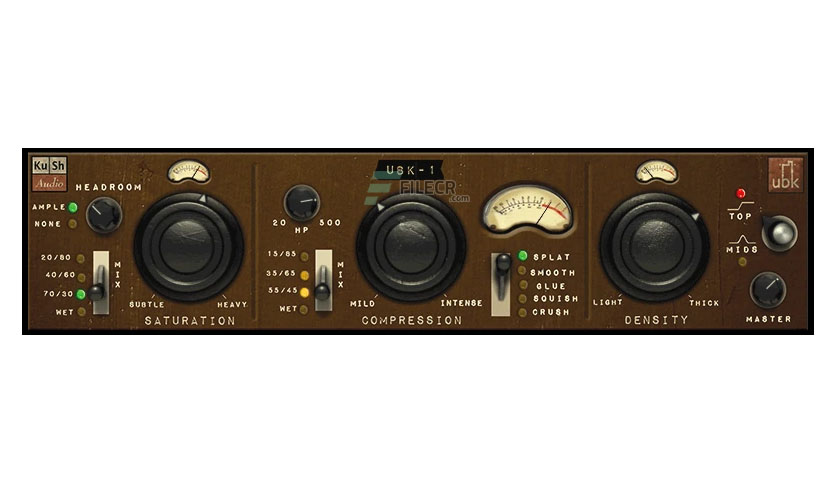 Ku Sh
Audio
UBK-1
FILECR
.com
ubk
HEADROOM
AMPLE
NONE
20/80
40/60
70/30
WET
MIX
SUBTLE
HEAVY
SATURATION
20 HP 500
15/85
35/65
55/45
WET
MIX
MILD
INTENSE
COMPRESSION
SPLAT
SMOOTH
GLUE
SQUISH
CRUSH
LIGHT
THICK
DENSITY
TOP
MIDS
MASTER